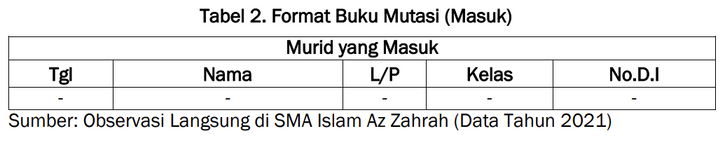 Tabel 2. Format Buku Mutasi (Masuk)
Murid yang Masuk
Tgl Nama L/P Kelas No.D.I
- - - - -
Sumber: Observasi Langsung di SMA Islam Az Zahrah (Data Tahun 2021)